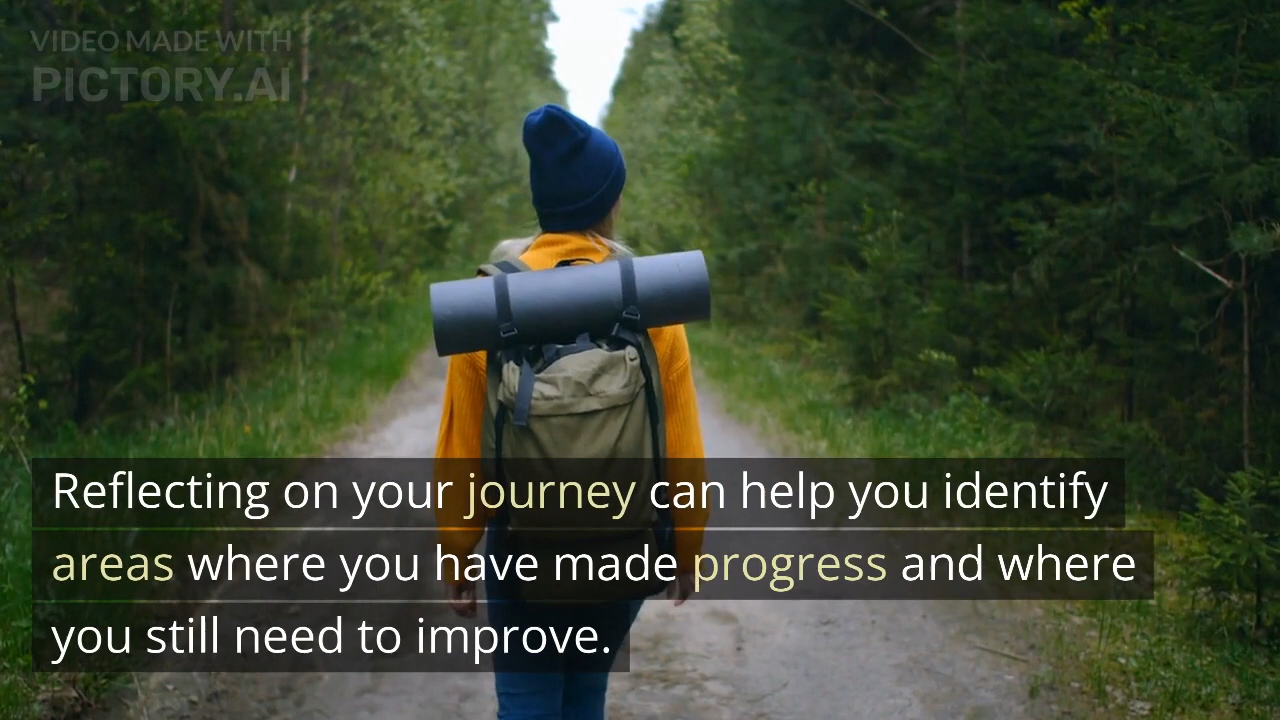 VIDEO MADE WITH
PICTORY.AI
Reflecting on your journey can help you identify
areas where you have made progress and where
you still need to improve.